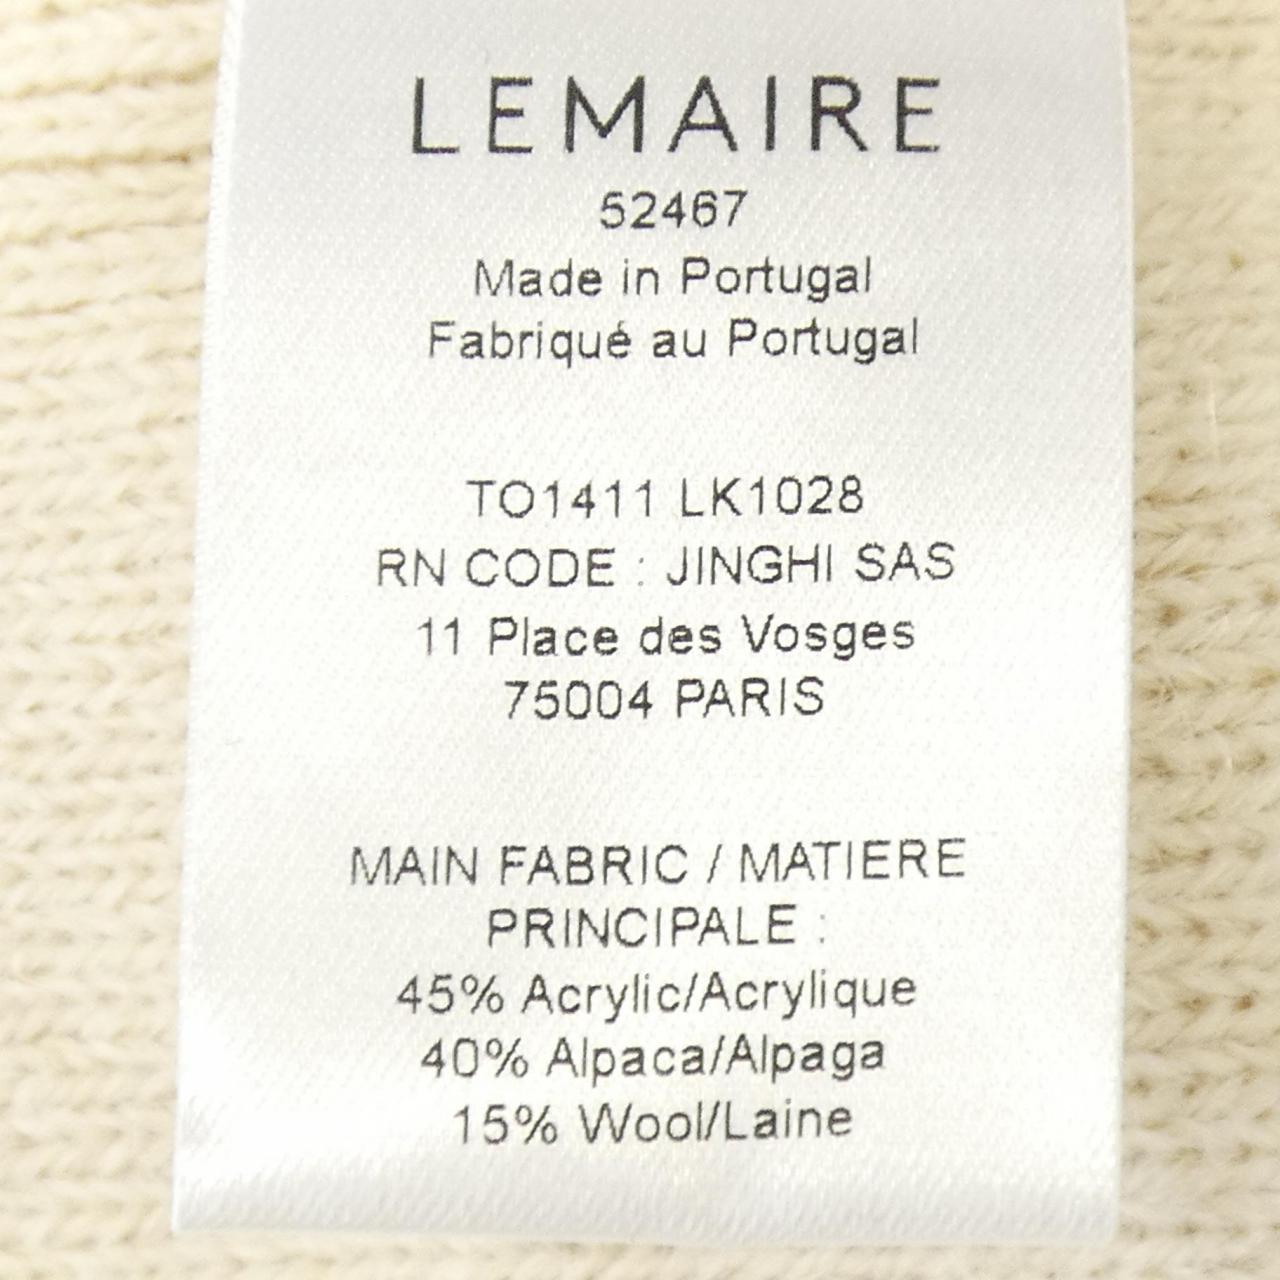 LEMAIRE
52467
Made in Portugal
Fabriqué au Portugal
TO1411 LK1028
RN CODE : JINGHI SAS
11 Place des Vosges
75004 PARIS
MAIN FABRIC / MATIERE
PRINCIPALE :
45% Acrylic/Acrylique
40% Alpaca/Alpaga
15% Wool/Laine